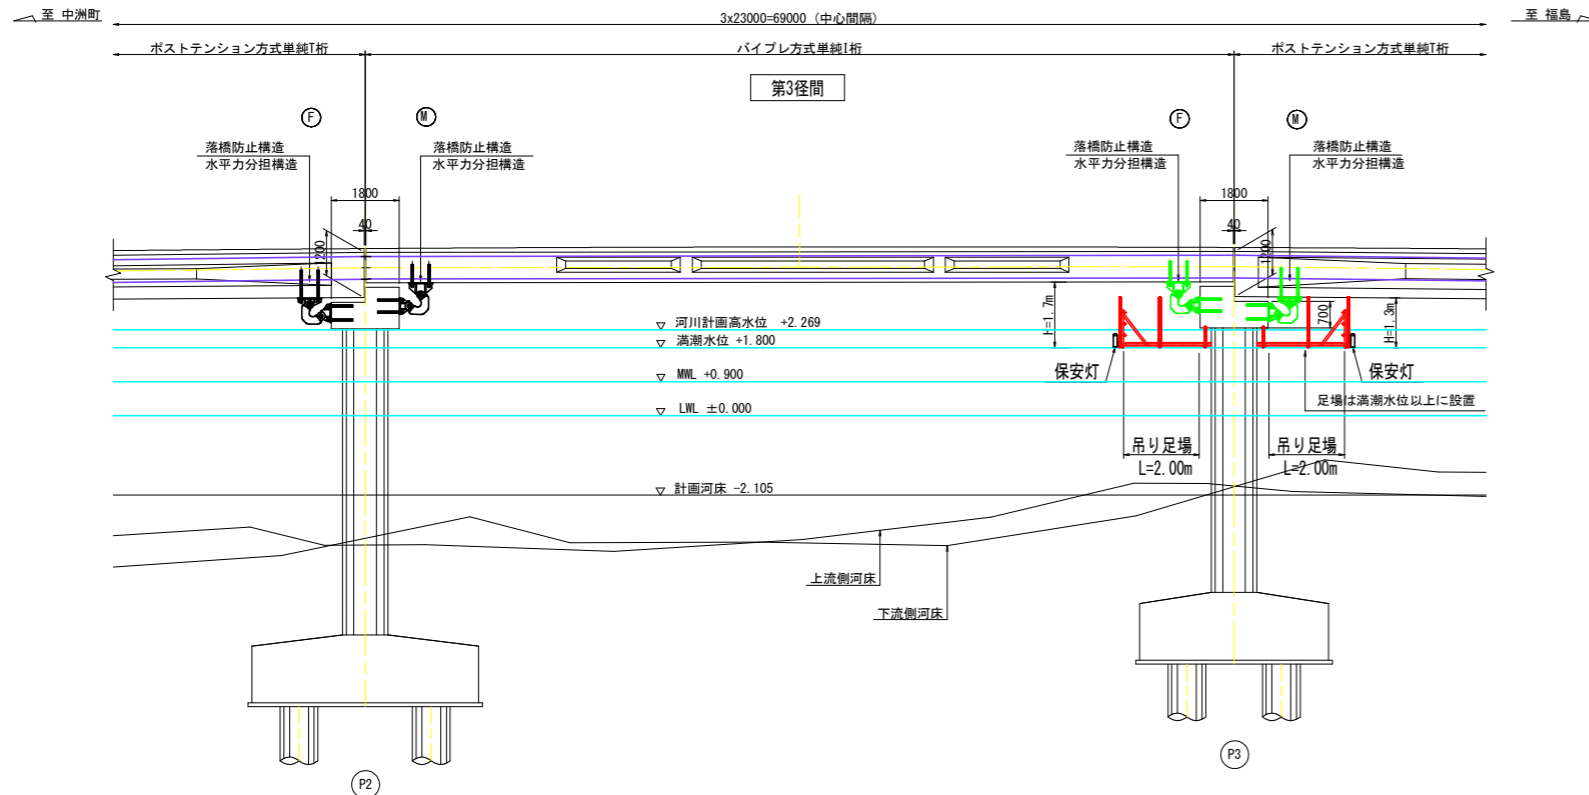 至 中洲町
3x23000=69000 (中心間隔)
至 福島
ポストテンション方式単純T桁
バイプレ方式単純I桁
ポストテンション方式単純T桁
第3径間
F
M
F
M
落橋防止構造
水平力分担構造
落橋防止構造
水平力分担構造
落橋防止構造
水平力分担構造
落橋防止構造
水平力分担構造
1800
1800
40
40
1200
1200
河川計画高水位 +2.269
満潮水位 +1.800
MWL +0.900
LWL ±0.000
H=1.7m
700
H=1.3m
保安灯
保安灯
足場は満潮水位以上に設置
吊り足場
L=2.00m
吊り足場
L=2.00m
計画河床 -2.105
上流側河床
下流側河床
P2
P3